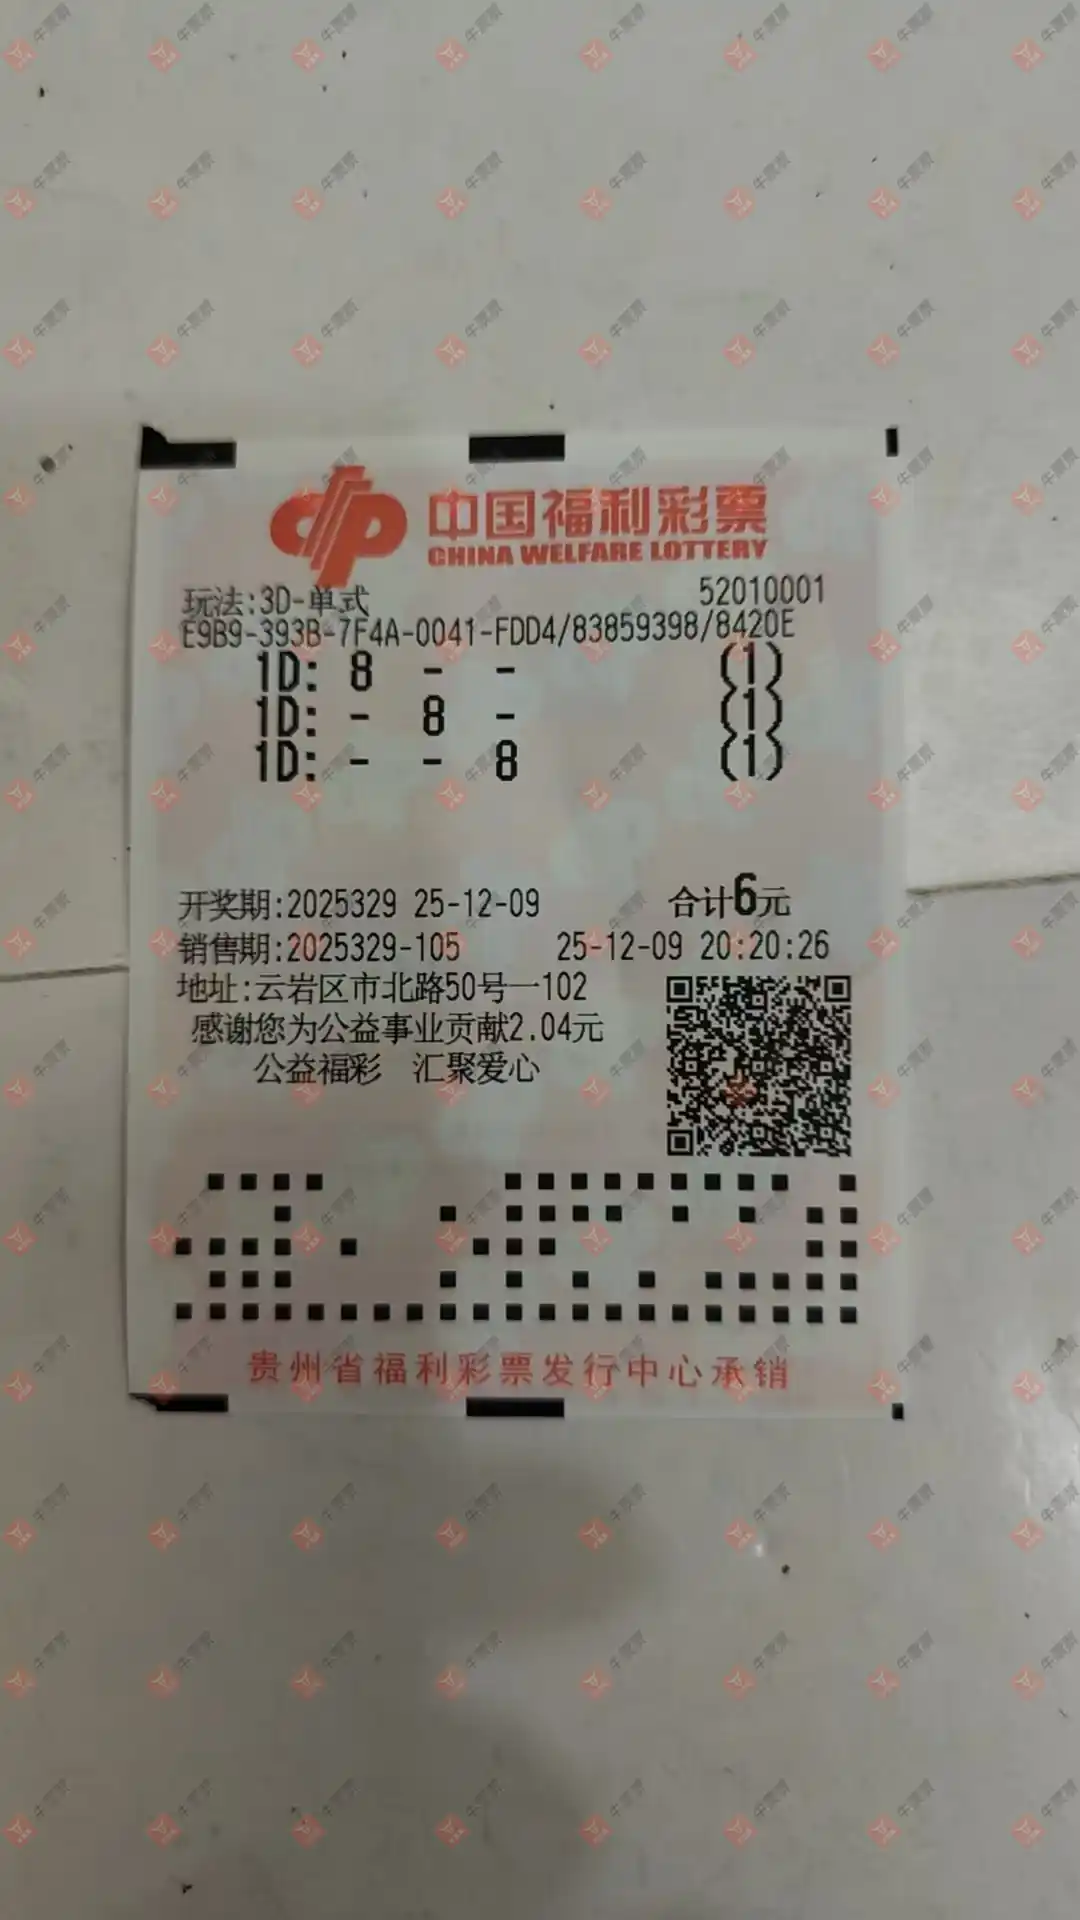 中国福利彩票
CHINA WELFARE LOTTERY
玩法:3D-单式 52010001
E9B9-393B-7F4A-0041-FDD4/83859398/8420E
1D: 8 - - (1)
1D: - 8 - (1)
1D: - - 8 (1)
开奖期:2025329 25-12-09 合计6元
销售期:2025329-105 25-12-09 20:20:26
地址:云岩区市北路50号一102
感谢您为公益事业贡献2.04元
公益福彩 汇聚爱心
贵州省福利彩票发行中心承销